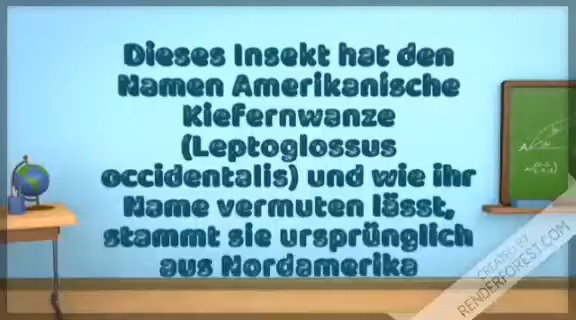 Dieses Insekt hat den
Namen Amerikanische
Kiefernwanze
(Leptoglossus
occidentalis) und wie ihr
Name vermuten lässt,
stammt sie ursprünglich
aus Nordamerika
CREATED BY
RENDERFOREST.COM